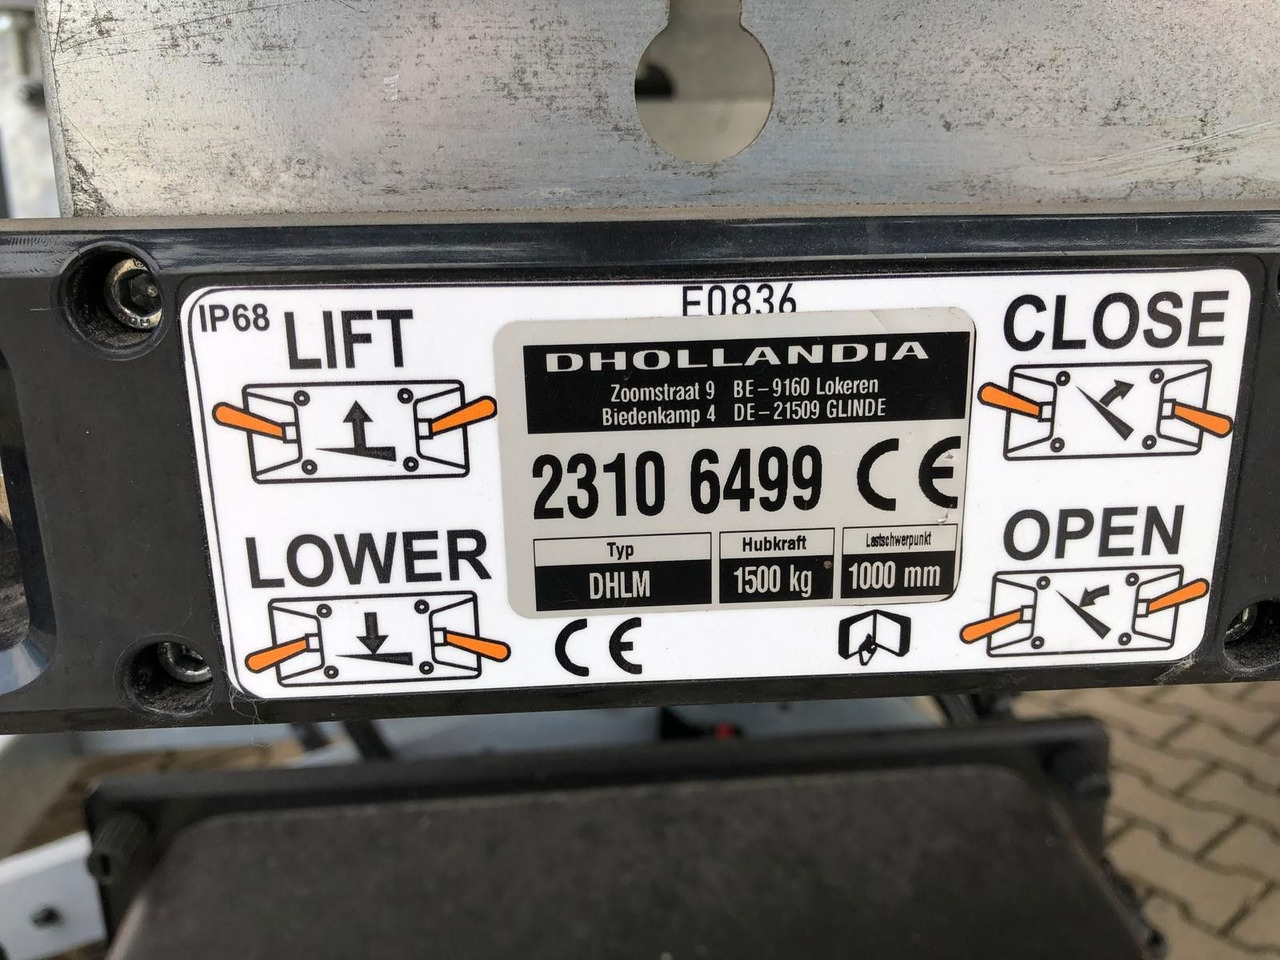 IP68
LIFT
E0836
CLOSE
DHOLLANDIA
Zoomstraat 9 BE-9160 Lokeren
Biedenkamp 4 DE-21509 GLINDE
2310 6499 CE
LOWER
OPEN
Typ Hubkraft Lastschwerpunkt
DHLM 1500 kg 1000 mm
CE